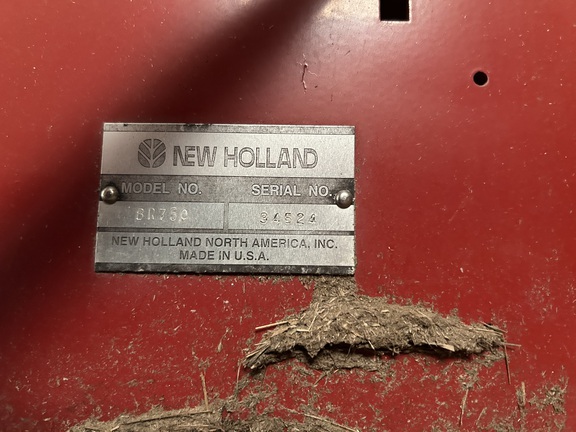 NEW HOLLAND
MODEL NO. SERIAL NO.
BR750 34524
NEW HOLLAND NORTH AMERICA, INC.
MADE IN U.S.A.